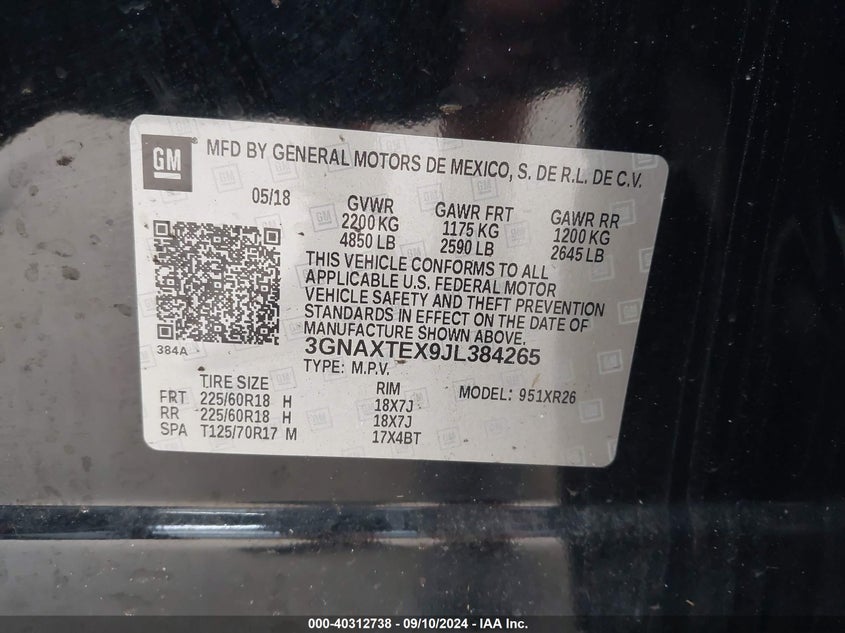 GM
MFD BY GENERAL MOTORS DE MEXICO, S. DE R.L. DE C.V.
05/18 GVWR GAWR FRT GAWR RR
2200 KG 1175 KG 1200 KG
4850 LB 2590 LB 2645 LB
THIS VEHICLE CONFORMS TO ALL
APPLICABLE U.S. FEDERAL MOTOR
VEHICLE SAFETY AND THEFT PREVENTION
STANDARDS IN EFFECT ON THE DATE OF
MANUFACTURE SHOWN ABOVE.
384A 3GNAXTEX9JL384265
TYPE: M.P.V.
TIRE SIZE RIM MODEL: 951XR26
FRT 225/60R18 H 18X7J
RR 225/60R18 H 18X7J
SPA T125/70R17 M 17X4BT
000-40312738 - 09/10/2024 - IAA Inc.